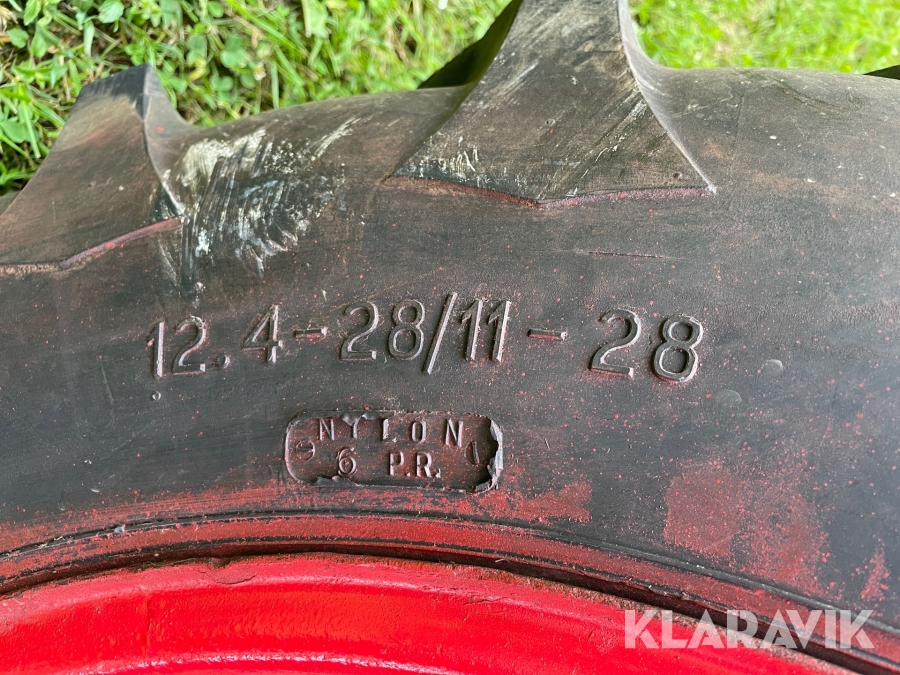 12.4-28/11-28
NYLON
6 P.R.
KLARAVIK